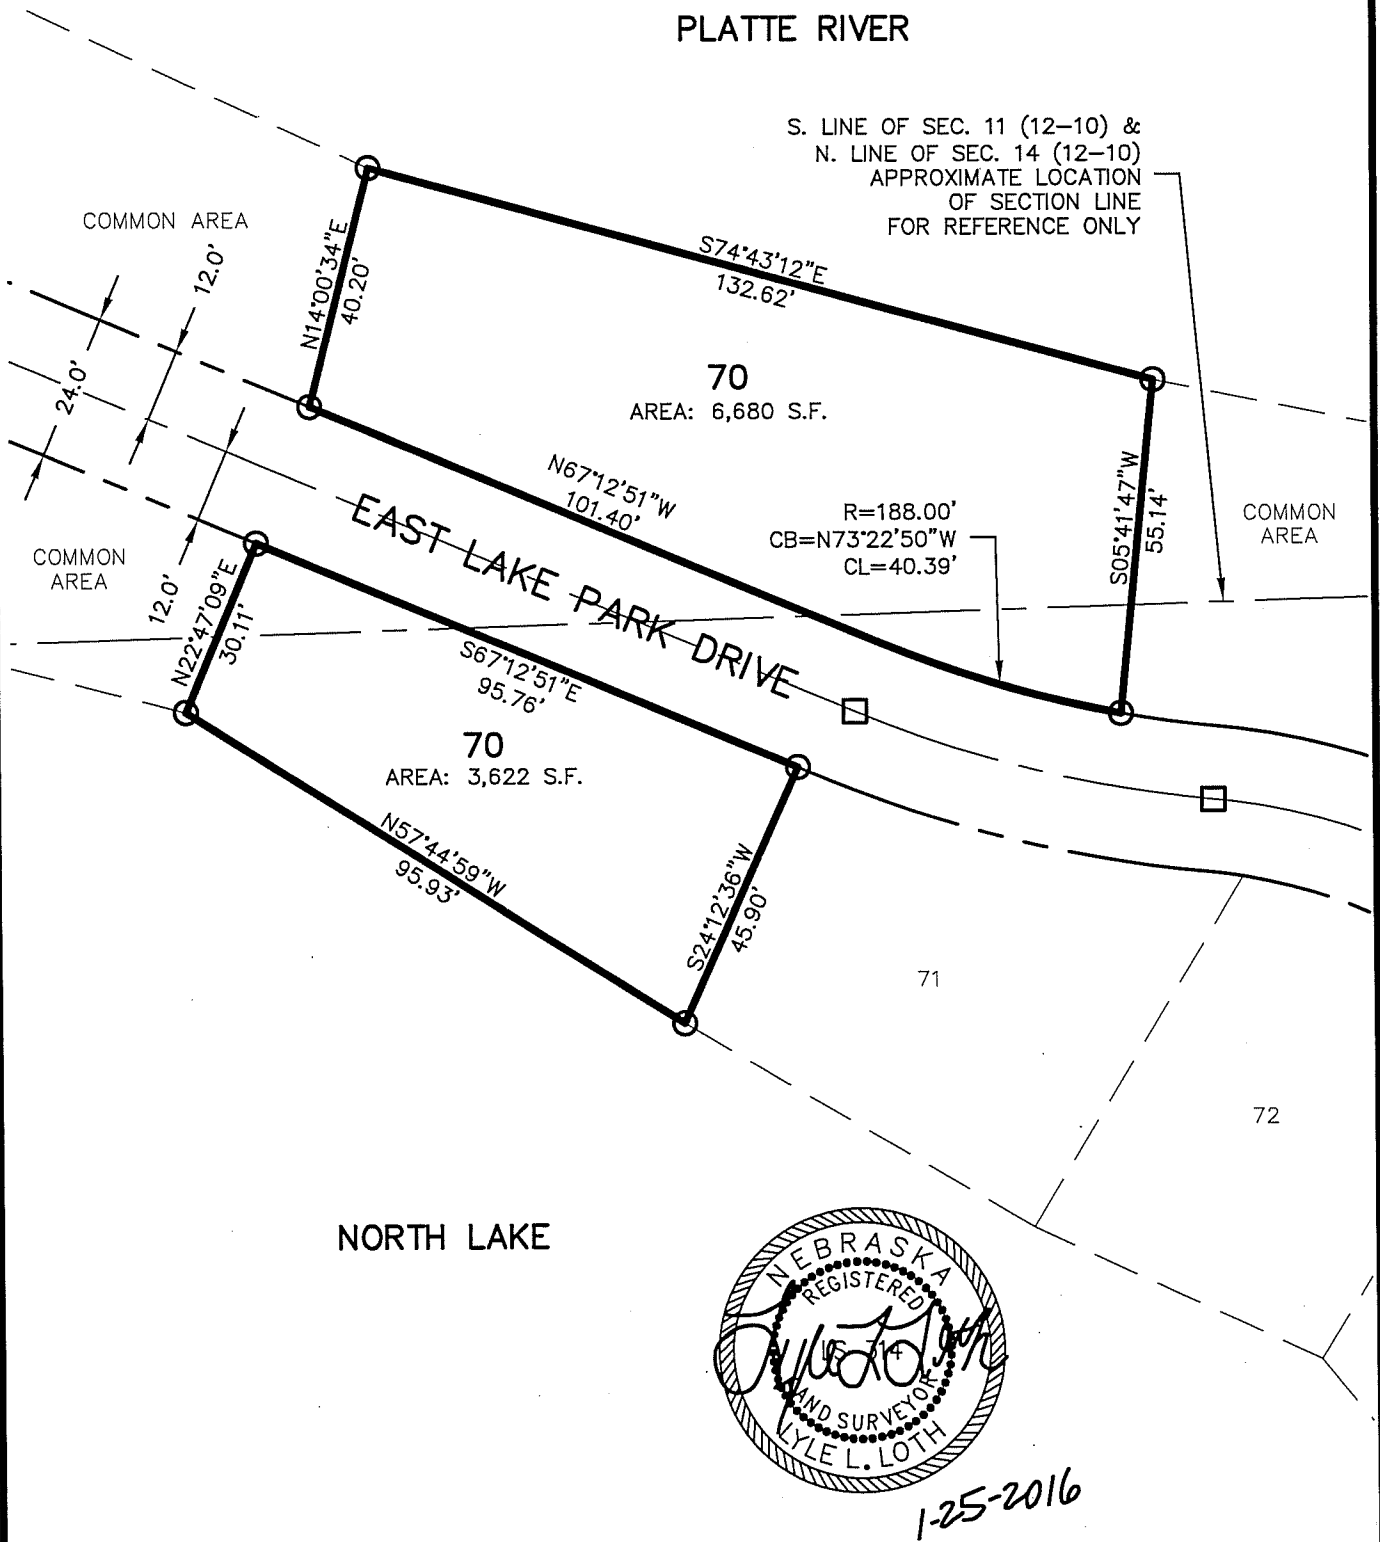 PLATTE RIVER
S. LINE OF SEC. 11 (12–10) &
N. LINE OF SEC. 14 (12–10)
APPROXIMATE LOCATION
OF SECTION LINE
FOR REFERENCE ONLY
COMMON AREA
12.0'
24.0'
N14°00'34"E
40.20'
S74°43'12"E
132.62'
70
AREA: 6,680 S.F.
N67°12'51"W
101.40'
R=188.00'
CB=N73°22'50"W
CL=40.39'
S05°41'47"W
55.14'
COMMON
AREA
EAST LAKE PARK DRIVE
COMMON
AREA
12.0'
N22°47'09"E
30.11'
S67°12'51"E
95.76'
70
AREA: 3,622 S.F.
N57°44'59"W
95.93'
S24°12'36"W
45.90'
71
72
NORTH LAKE
NEBRASKA
REGISTERED
LS 314
LAND SURVEYOR
LYLE L. LOTH
1-25-2016